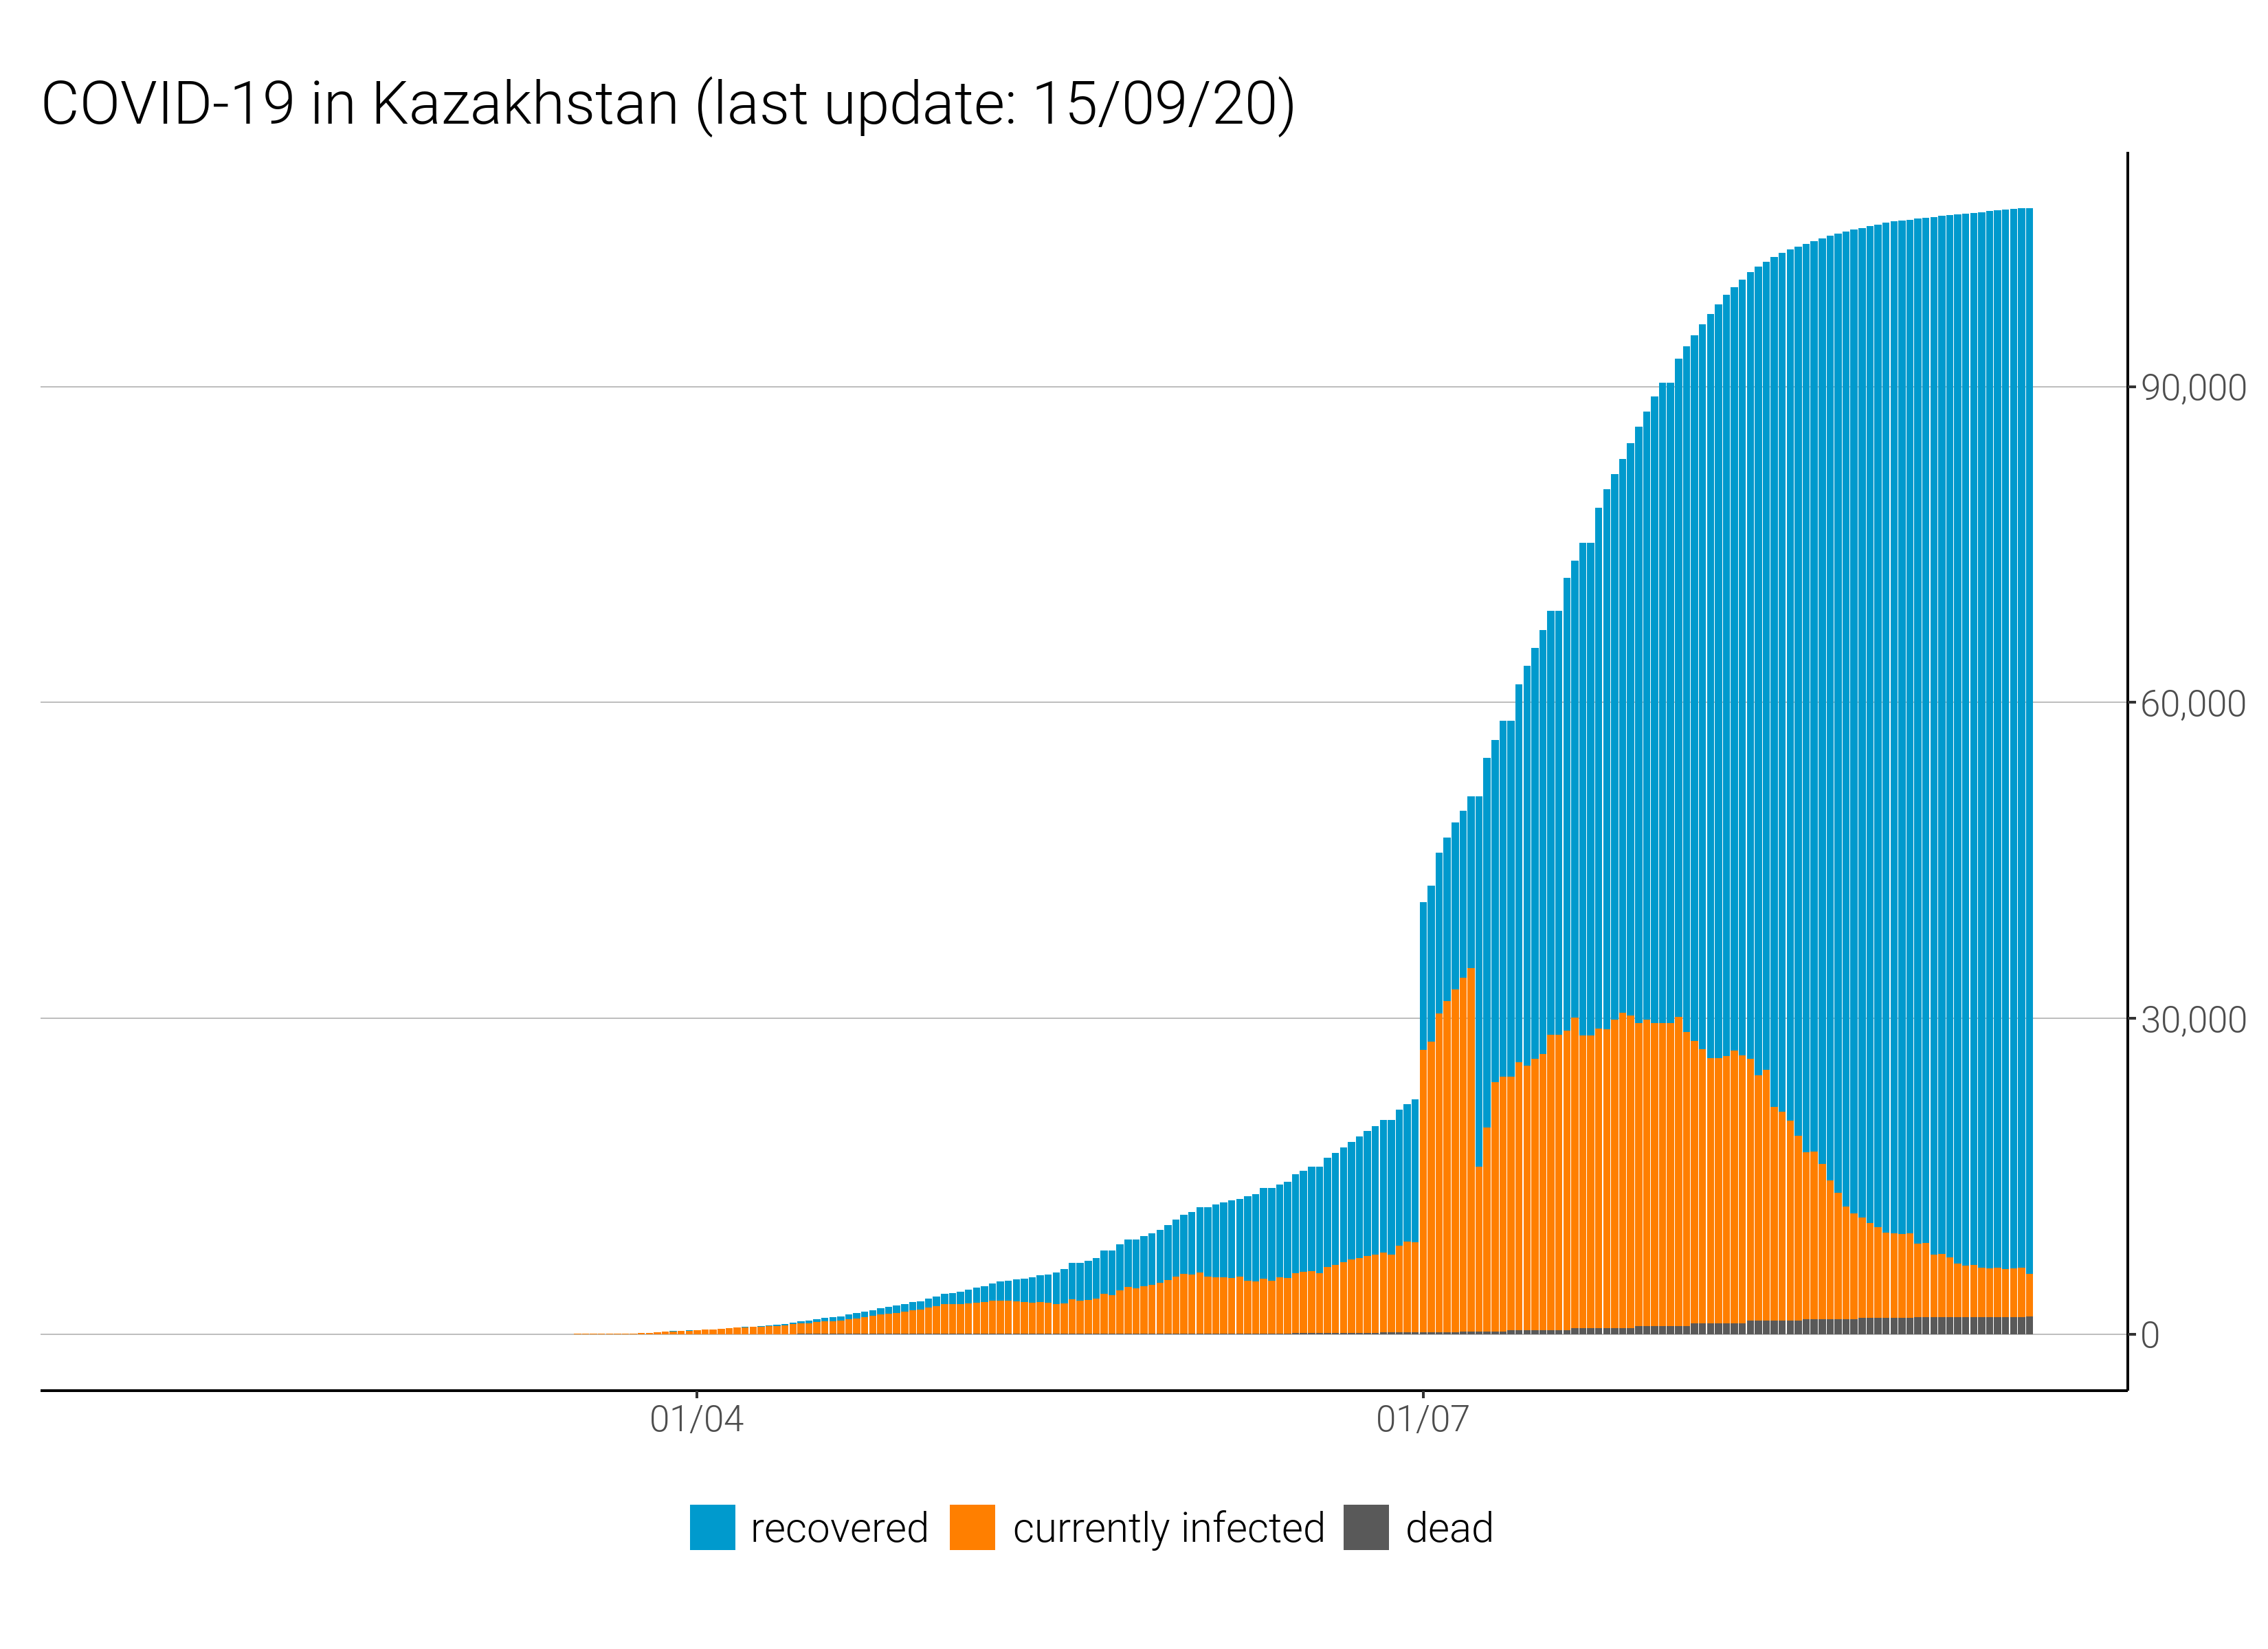 COVID-19 in Kazakhstan (last update: 15/09/20)
90,000
60,000
30,000
0
01/04 01/07
recovered currently infected dead